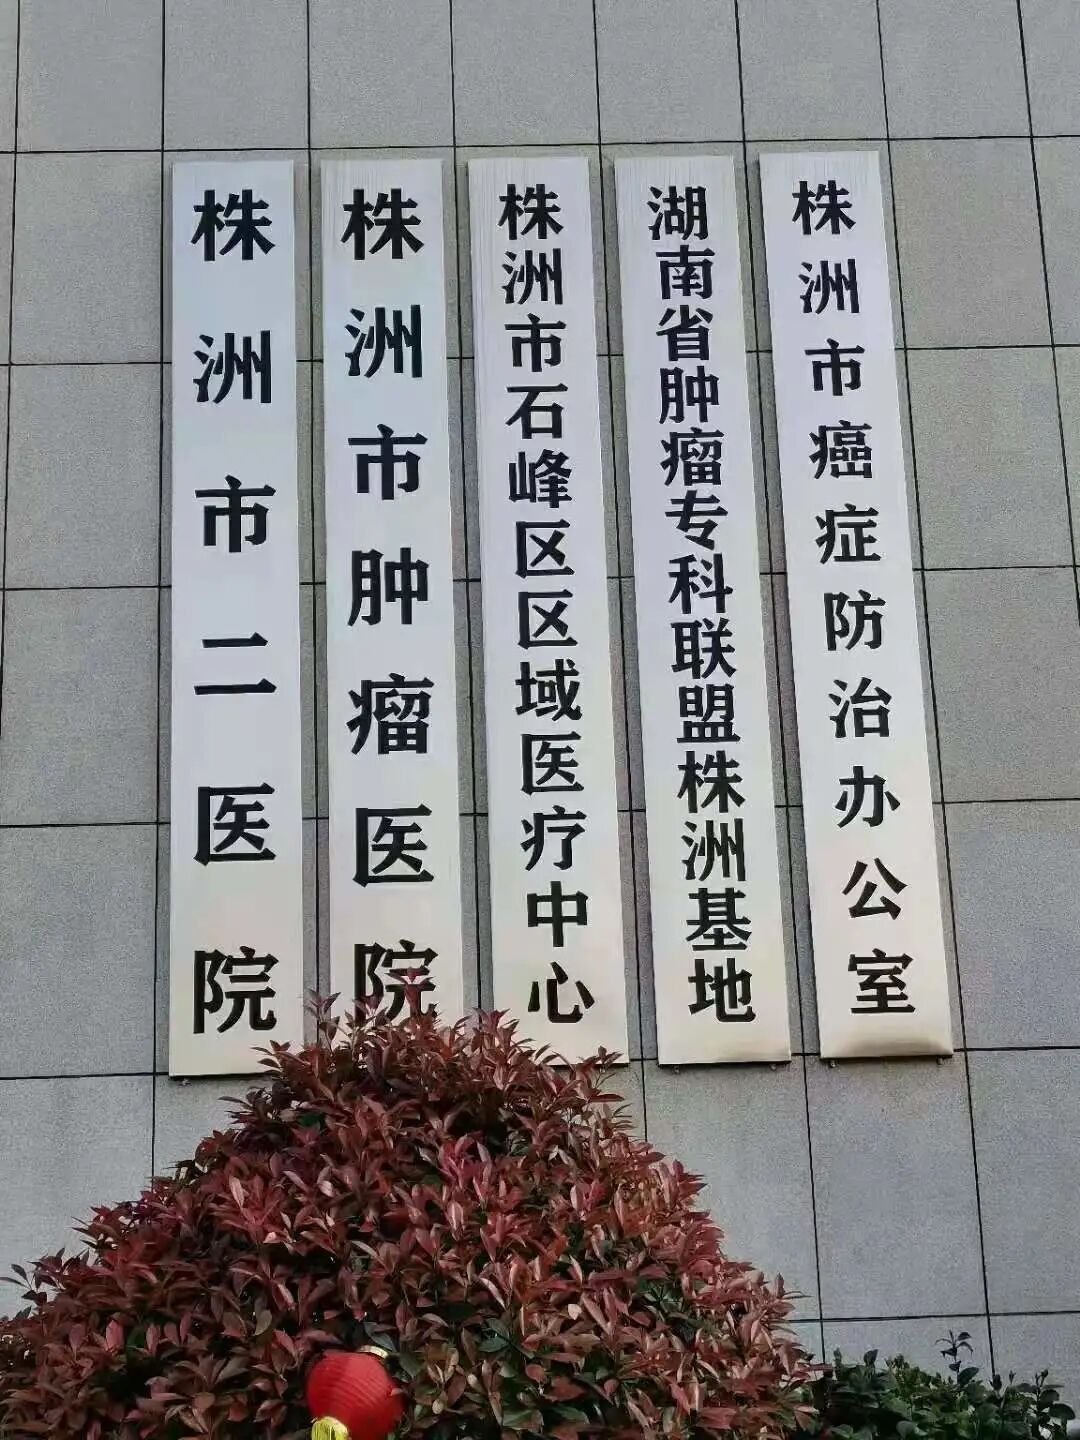 株洲市二医院
株洲市肿瘤医院
株洲市石峰区区域医疗中心
湖南省肿瘤专科联盟株洲基地
株洲市癌症防治办公室